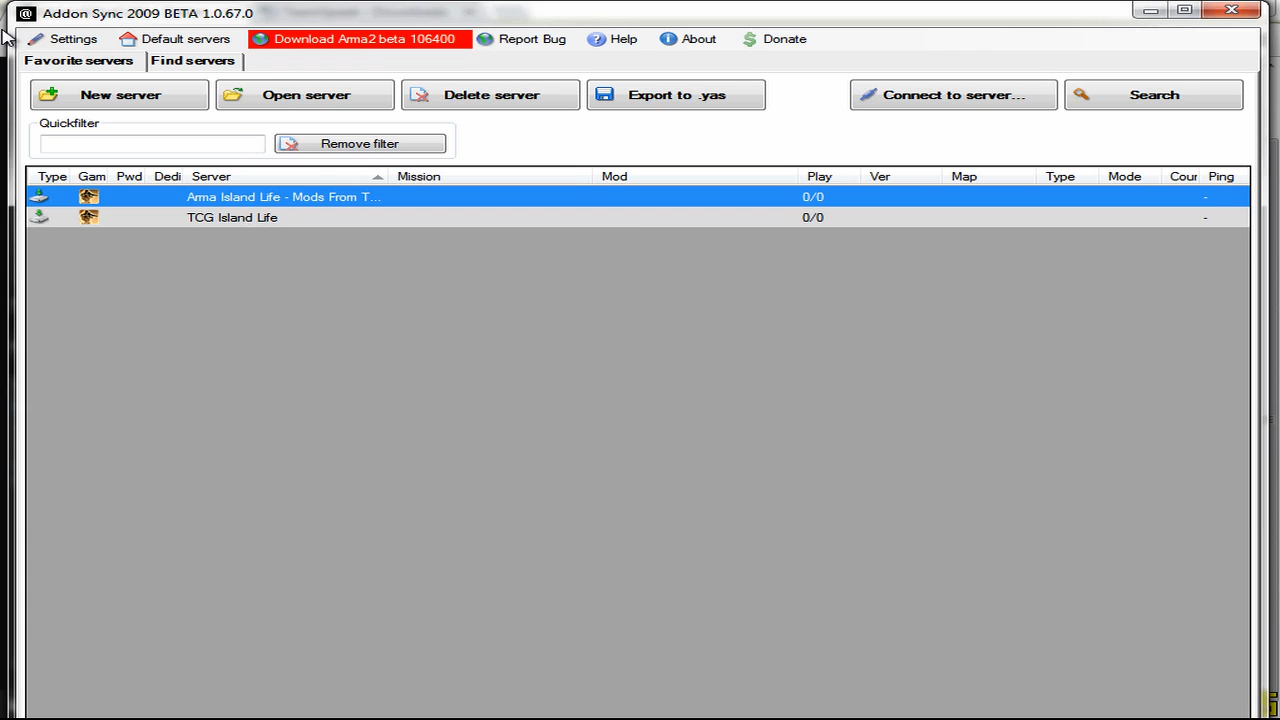 Addon Sync 2009 BETA 1.0.67.0
Settings Default servers Download Arma2 beta 106400 Report Bug Help About Donate
Favorite servers Find servers
New server Open server Delete server Export to .yas Connect to server... Search
Quickfilter
Remove filter
Type Gam Pwd Dedi Server Mission Mod Play Ver Map Type Mode Cour Ping
Arma Island Life - Mods From T... 0/0 -
TCG Island Life 0/0 -